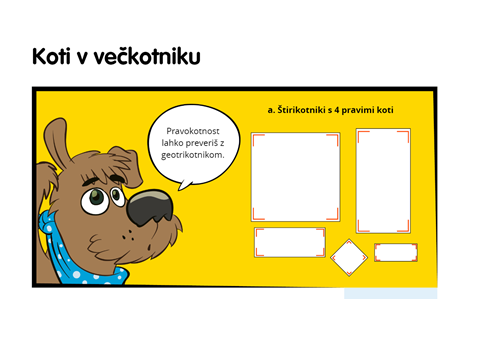 Koti v večkotniku
a. Štirikotniki s 4 pravimi koti
Pravokotnost
lahko preveriš z
geotrikotnikom.